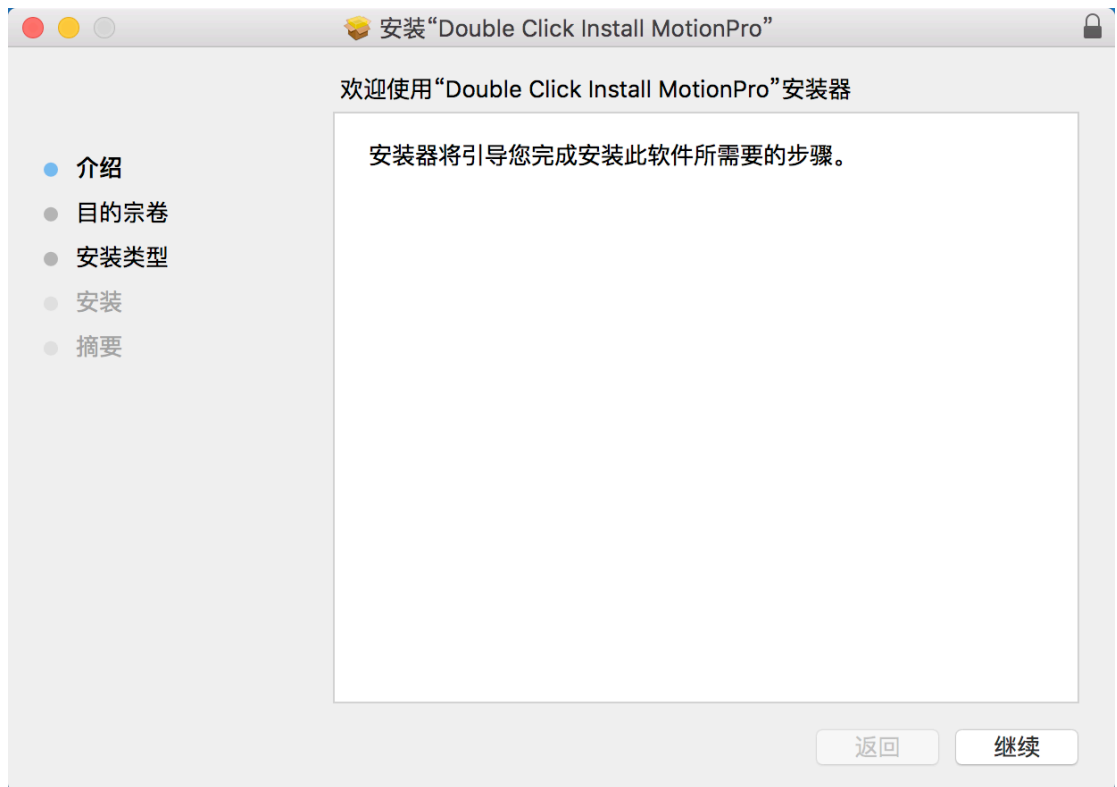 安装“Double Click Install MotionPro”
欢迎使用“Double Click Install MotionPro”安装器
介绍
目的宗卷
安装类型
安装
摘要
安装器将引导您完成安装此软件所需要的步骤。
返回
继续